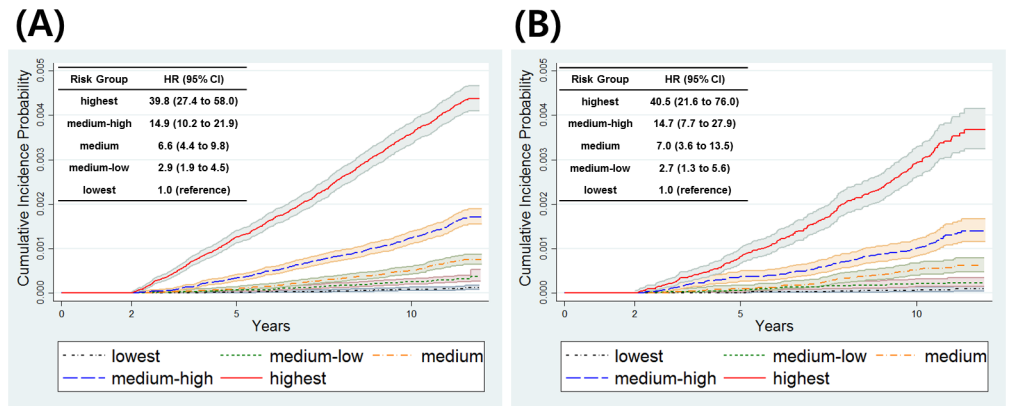 (A)
Cumulative Incidence Probability
0.005
0.004
0.003
0.002
0.001
0.000
Risk Group HR (95% CI)
highest 39.8 (27.4 to 58.0)
medium-high 14.9 (10.2 to 21.9)
medium 6.6 (4.4 to 9.8)
medium-low 2.9 (1.9 to 4.5)
lowest 1.0 (reference)
0 2 5 10
Years
lowest medium-low medium
medium-high highest
(B)
Cumulative Incidence Probability
0.005
0.004
0.003
0.002
0.001
0.000
Risk Group HR (95% CI)
highest 40.5 (21.6 to 76.0)
medium-high 14.7 (7.7 to 27.9)
medium 7.0 (3.6 to 13.5)
medium-low 2.7 (1.3 to 5.6)
lowest 1.0 (reference)
0 2 5 10
Years
lowest medium-low medium
medium-high highest